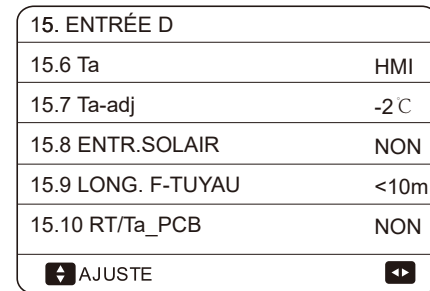 15. ENTRÉE D
15.6 Ta HMI
15.7 Ta-adj -2℃
15.8 ENTR.SOLAIR NON
15.9 LONG. F-TUYAU <10m
15.10 RT/Ta_PCB NON
AJUSTE